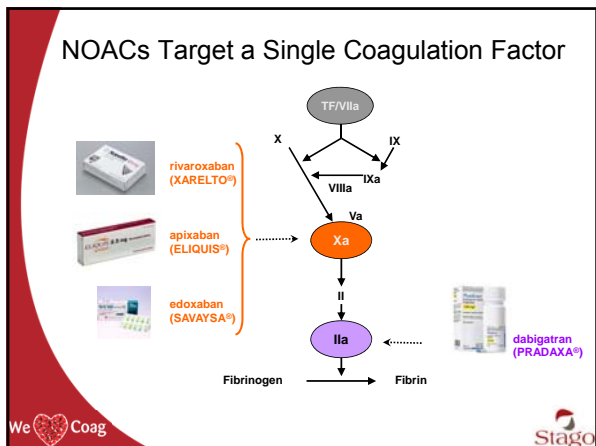 NOACs Target a Single Coagulation Factor
TF/VIIa
X
IX
IXa
VIIIa
Va
Xa
II
IIa
Fibrinogen
Fibrin
rivaroxaban
(XARELTO®)
apixaban
(ELIQUIS®)
edoxaban
(SAVAYSA®)
dabigatran
(PRADAXA®)
ELIQUIS
We
Coag
Stago